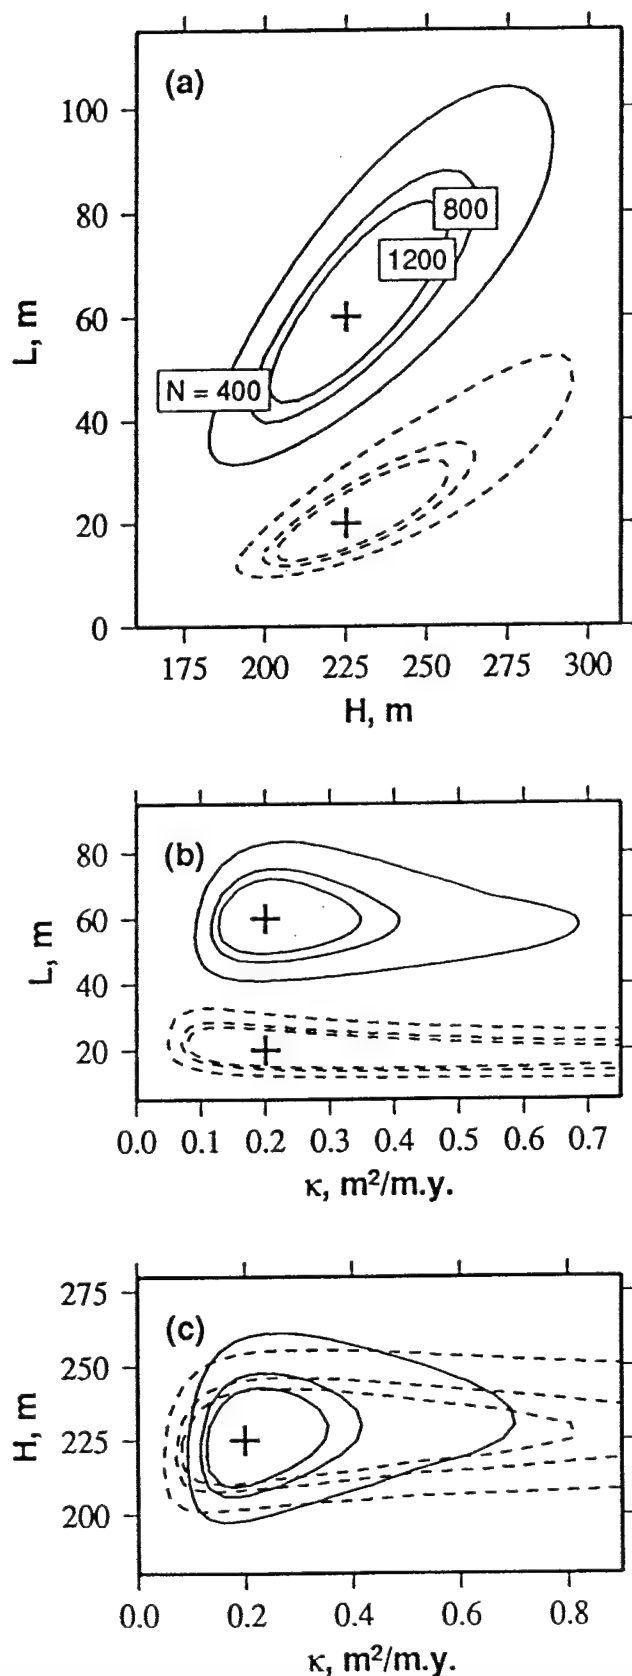 (a)
100
80
60
40
20
0
L, m
800
1200
N = 400
175 200 225 250 275 300
H, m
(b)
80
60
40
20
L, m
0.0 0.1 0.2 0.3 0.4 0.5 0.6 0.7
κ, m²/m.y.
(c)
275
250
225
200
H, m
0.0 0.2 0.4 0.6 0.8
κ, m²/m.y.